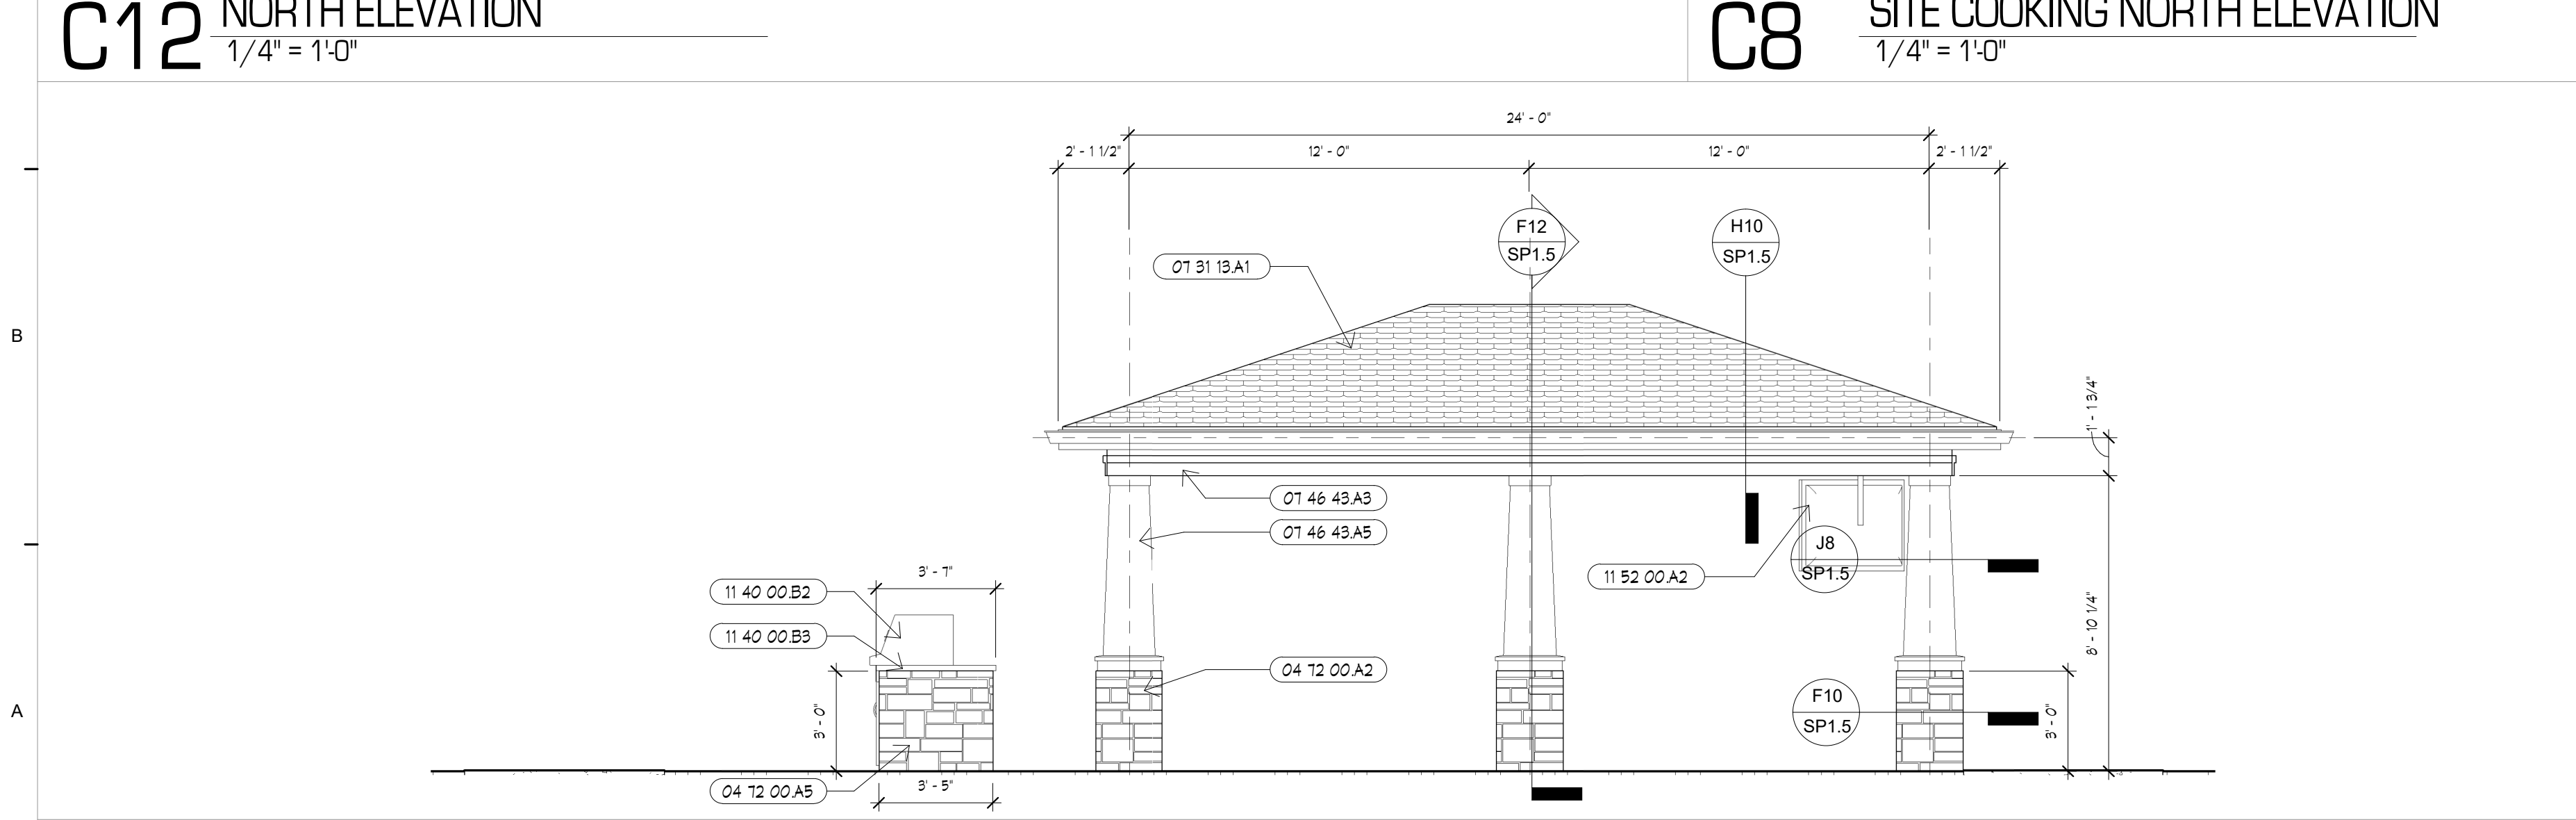 C12
NORTH ELEVATION
1/4" = 1'-0"
C8
SITE COOKING NORTH ELEVATION
1/4" = 1'-0"
24' - 0"
2' - 1 1/2"
12' - 0"
12' - 0"
2' - 1 1/2"
F12
SP1.5
H10
SP1.5
07 31 13.A1
B
1' - 1 3/4"
07 46 43.A3
07 46 43.A5
J8
SP1.5
11 52 00.A2
3' - 7"
11 40 00.B2
11 40 00.B3
8' - 10 1/4"
04 72 00.A2
F10
SP1.5
A
3' - 0"
3' - 0"
04 72 00.A5
3' - 5"